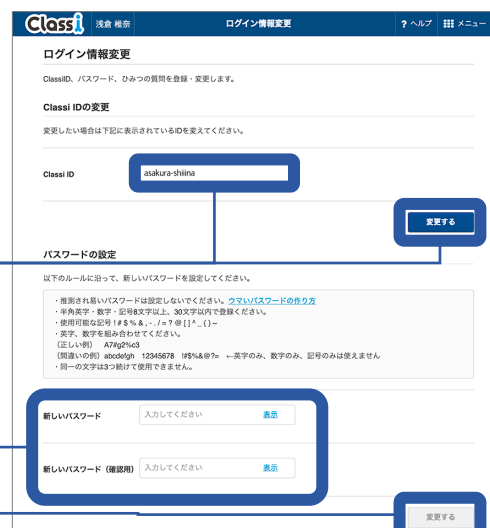 Classi 浅倉 椎奈 ログイン情報変更 ? ヘルプ メニュー
ログイン情報変更
ClassiID、パスワード、ひみつの質問を登録・変更します。
Classi IDの変更
変更したい場合は下記に表示されているIDを変えてください。
Classi ID asakura-shiiina
変更する
パスワードの設定
以下のルールに沿って、新しいパスワードを設定してください。
・推測され易いパスワードは設定しないでください。ウマいパスワードの作り方
・半角英字・数字・記号8文字以上、30文字以内で登録ください。
・使用可能な記号 ! # $ % & , - . / = ? @ [ ] ^ _ { } ~
・英字、数字を組み合わせてください。
（正しい例） A7#g2%c3
（間違いの例）abcdefgh 12345678 !#$%&@?= ←英字のみ、数字のみ、記号のみは使えません
・同一の文字は3つ続けて使用できません。
新しいパスワード 入力してください 表示
新しいパスワード（確認用） 入力してください 表示
変更する